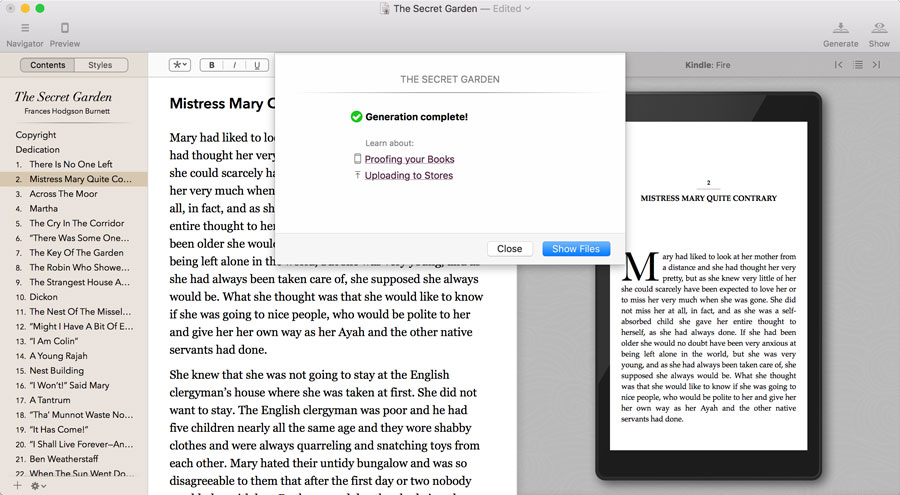 The Secret Garden — Edited
Navigator
Preview
Generate
Show
Contents
Styles
B I U
Kindle: Fire
The Secret Garden
Frances Hodgson Burnett
Copyright
Dedication
1. There Is No One Left
2. Mistress Mary Quite Co...
3. Across The Moor
4. Martha
5. The Cry In The Corridor
6. “There Was Some One...
7. The Key Of The Garden
8. The Robin Who Showe...
9. The Strangest House A...
10. Dickon
11. The Nest Of The Missel...
12. “Might I Have A Bit Of E...
13. “I Am Colin”
14. A Young Rajah
15. Nest Building
16. “I Won’t!” Said Mary
17. A Tantrum
18. “Tha’ Munnot Waste No...
19. “It Has Come!”
20. “I Shall Live Forever—An...
21. Ben Weatherstaff
22. When The Sun Went Do...
Mistress Mary
Mary had liked to
had thought her very
she could scarcely
her very much when
all, in fact, and as
entire thought to
been older she
being left alone in the world, but she was very young, and as
she had always been taken care of, she supposed she always
would be. What she thought was that she would like to know
if she was going to nice people, who would be polite to her
and give her her own way as her Ayah and the other native
servants had done.
She knew that she was not going to stay at the English
clergyman’s house where she was taken at first. She did not
want to stay. The English clergyman was poor and he had
five children nearly all the same age and they wore shabby
clothes and were always quarreling and snatching toys from
each other. Mary hated their untidy bungalow and was so
disagreeable to them that after the first day or two nobody
THE SECRET GARDEN
Generation complete!
Learn about:
Proofing your Books
Uploading to Stores
Close
Show Files
2
MISTRESS MARY QUITE CONTRARY
Mary had liked to look at her mother from
a distance and she had thought her very
pretty, but as she knew very little of her
she could scarcely have been expected to love her or
to miss her very much when she was gone. She did
not miss her at all, in fact, and as she was a self-
absorbed child she gave her entire thought to
herself, as she had always done. If she had been
older she would no doubt have been very anxious at
being left alone in the world, but she was very
young, and as she had always been taken care of, she
supposed she always would be. What she thought
was that she would like to know if she was going to
nice people, who would be polite to her and give her
her own way as her Ayah and the other native
servants had done.